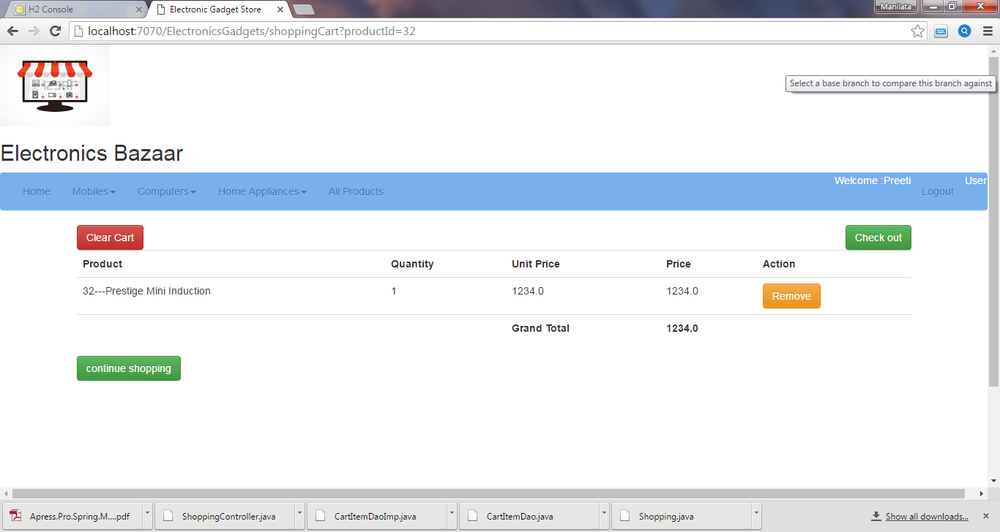 H2 Console
Electronic Gadget Store
Manilata
localhost:7070/ElectronicsGadgets/shoppingCart?productId=32
Select a base branch to compare this branch against
Electronics Bazaar
Welcome :Preeti User
Home Mobiles Computers Home Appliances All Products Logout
Clear Cart Check out
Product Quantity Unit Price Price Action
32---Prestige Mini Induction 1 1234.0 1234.0 Remove
Grand Total 1234.0
continue shopping
Apress.Pro.Spring.M....pdf ShoppingController.java CartItemDaoImp.java CartItemDao.java Shopping.java Show all downloads...